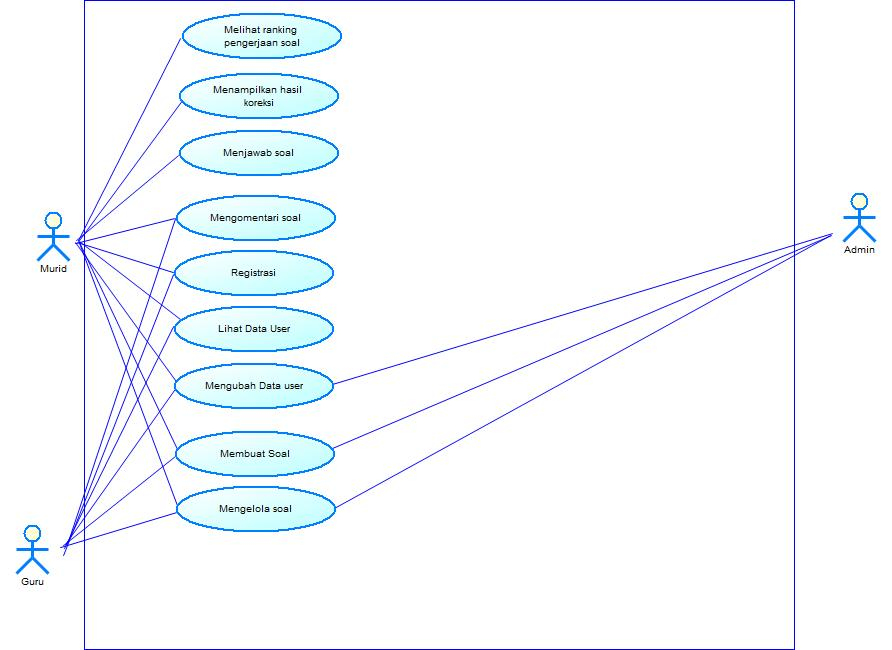 Melihat ranking
pengerjaan soal
Menampilkan hasil
koreksi
Menjawab soal
Mengomentari soal
Registrasi
Lihat Data User
Mengubah Data user
Membuat Soal
Mengelola soal
Murid
Guru
Admin